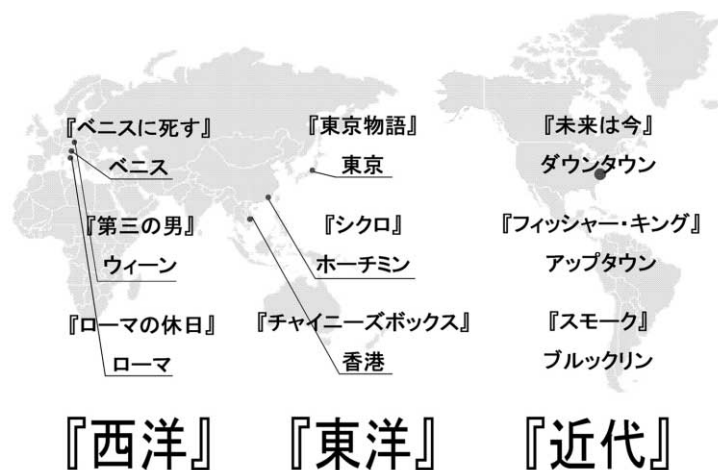 『ベニスに死す』
ベニス
『第三の男』
ウィーン
『ローマの休日』
ローマ
『西洋』
『東京物語』
東京
『シクロ』
ホーチミン
『チャイニーズボックス』
香港
『東洋』
『未来は今』
ダウンタウン
『フィッシャー・キング』
アップタウン
『スモーク』
ブルックリン
『近代』